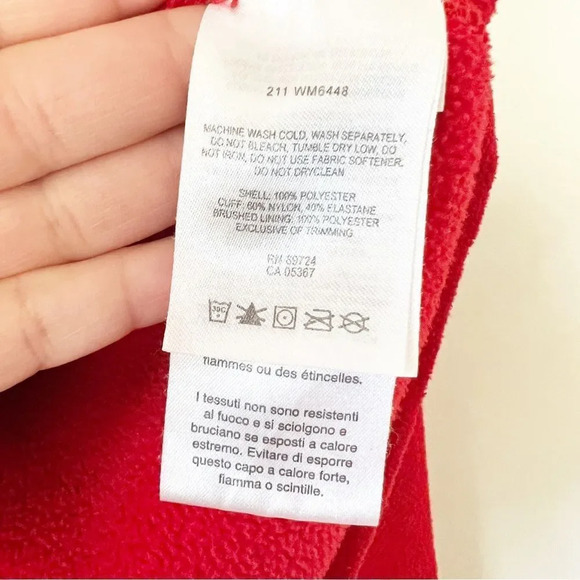 211 WM6448
MACHINE WASH COLD, WASH SEPARATELY,
DO NOT BLEACH, TUMBLE DRY LOW, DO
NOT IRON, DO NOT USE FABRIC SOFTENER.
DO NOT DRYCLEAN
SHELL: 100% POLYESTER
CUFF: 60% NYLON, 40% ELASTANE
BRUSHED LINING: 100% POLYESTER
EXCLUSIVE OF TRIMMING
RN 69724
CA 05367
30C
fiammes ou des étincelles.
I tessuti non sono resistenti
al fuoco e si sciolgono e
bruciano se esposti a calore
estremo. Evitare di esporre
questo capo a calore forte,
fiamma o scintille.